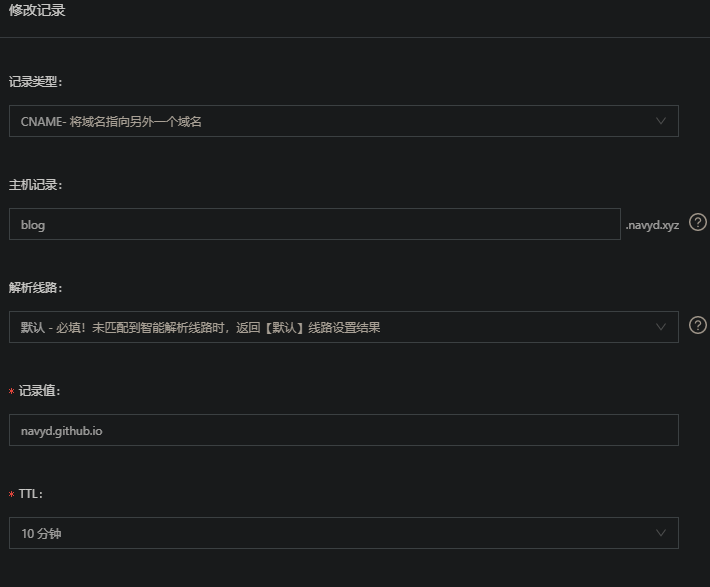 修改记录
记录类型：
CNAME- 将域名指向另外一个域名
主机记录：
blog
.navyd.xyz
解析线路：
默认 - 必填！未匹配到智能解析线路时，返回【默认】线路设置结果
* 记录值：
navyd.github.io
* TTL：
10 分钟